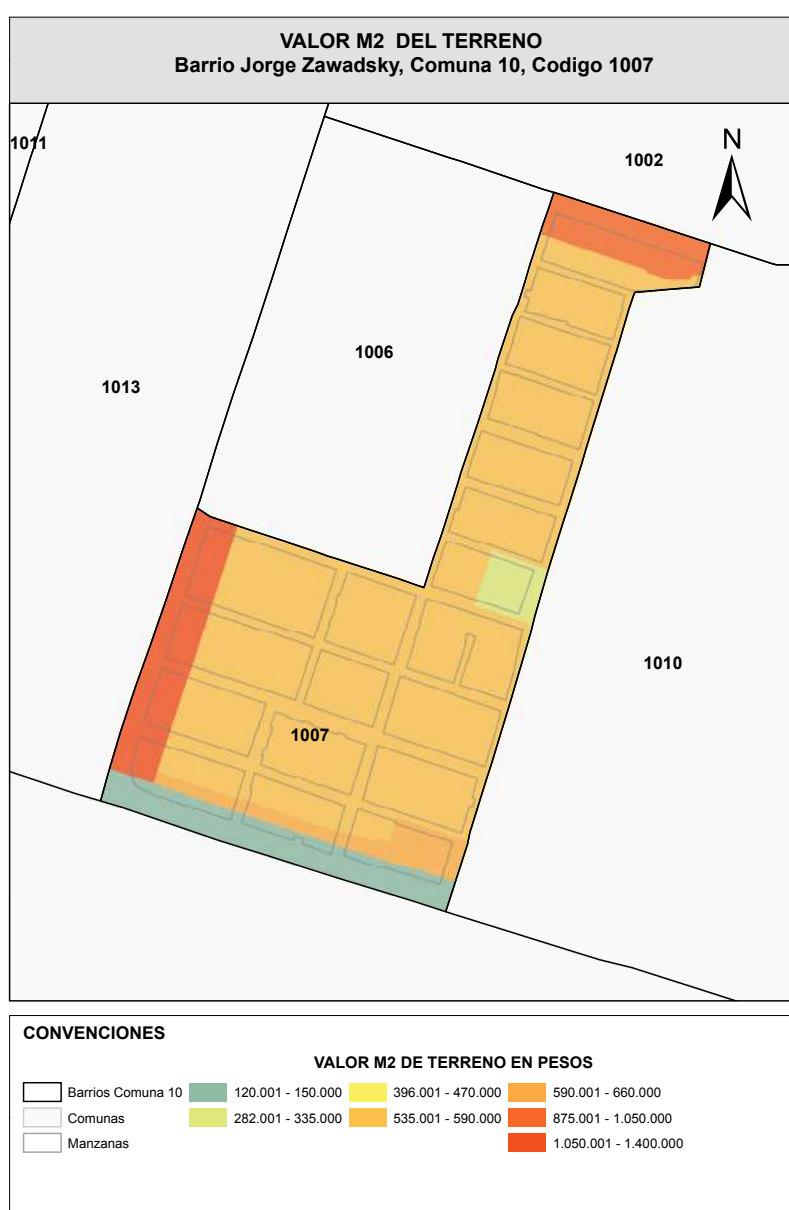 VALOR M2 DEL TERRENO
Barrio Jorge Zawadsky, Comuna 10, Codigo 1007
1011
N
1002
1006
1013
1010
1007
CONVENCIONES
VALOR M2 DE TERRENO EN PESOS
Barrios Comuna 10 120.001 - 150.000 396.001 - 470.000 590.001 - 660.000
Comunas 282.001 - 335.000 535.001 - 590.000 875.001 - 1.050.000
Manzanas 1.050.001 - 1.400.000